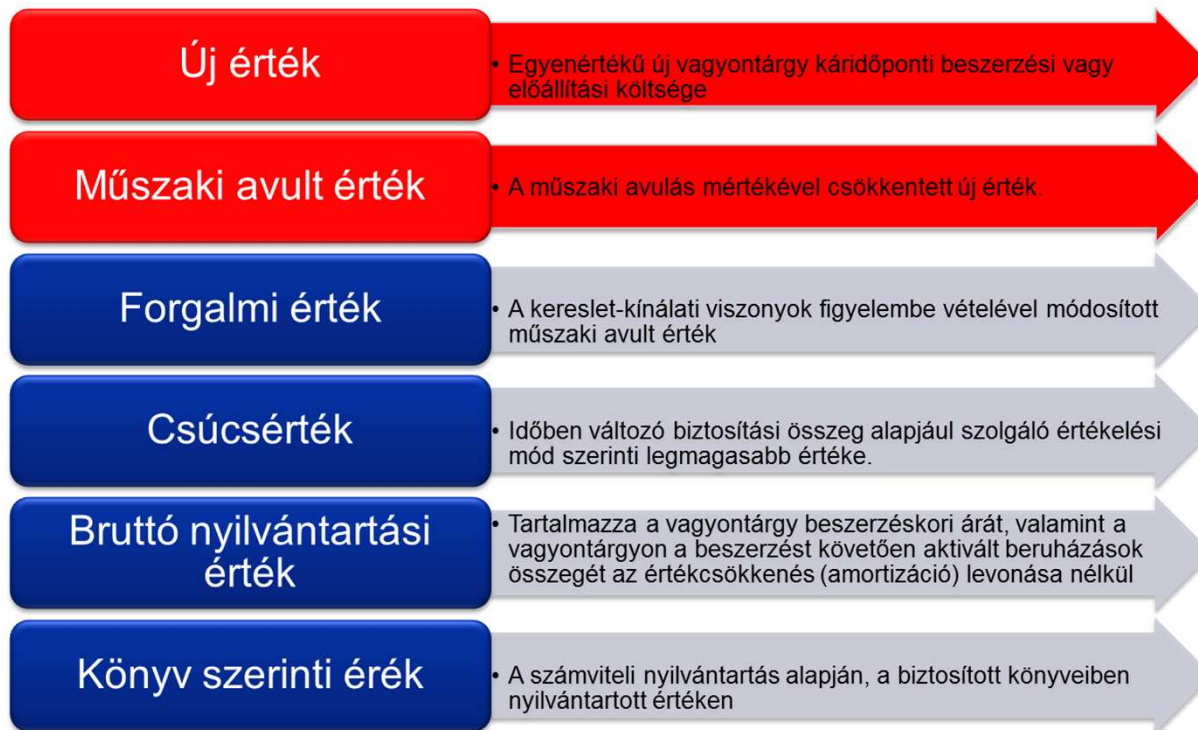 Új érték
• Egyenértékű új vagyontárgy káridőponti beszerzési vagy
előállítási költsége
Műszaki avult érték
• A műszaki avulás mértékével csökkentett új érték.
Forgalmi érték
• A kereslet-kínálati viszonyok figyelembe vételével módosított
műszaki avult érték
Csúcsérték
• Időben változó biztosítási összeg alapjául szolgáló értékelési
mód szerinti legmagasabb értéke.
Bruttó nyilvántartási
érték
• Tartalmazza a vagyontárgy beszerzéskori árát, valamint a
vagyontárgyon a beszerzést követően aktivált beruházások
összegét az értékcsökkenés (amortizáció) levonása nélkül
Könyv szerinti érék
• A számviteli nyilvántartás alapján, a biztosított könyveiben
nyilvántartott értéken